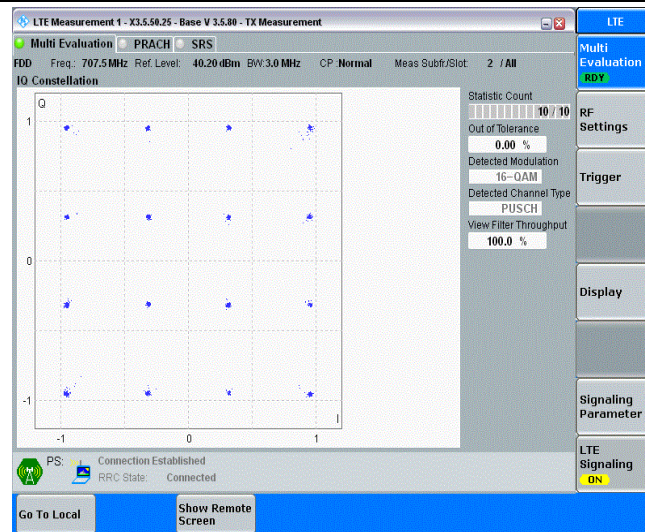 LTE Measurement 1 - X3.5.50.25 - Base V 3.5.80 - TX Measurement
LTE
Multi Evaluation PRACH SRS
FDD Freq.: 707.5 MHz Ref. Level: 40.20 dBm BW:3.0 MHz CP :Normal Meas Subfr/Slot: 2 / All
IQ Constellation
Q
1
0
-1
-1 0 1
I
Statistic Count
10 / 10
Out of Tolerance
0.00 %
Detected Modulation
16-QAM
Detected Channel Type
PUSCH
View Filter Throughput
100.0 %
Multi
Evaluation
RDY
RF
Settings
Trigger
Display
Signaling
Parameter
LTE
Signaling
ON
PS: Connection Established
RRC State: Connected
Go To Local
Show Remote
Screen